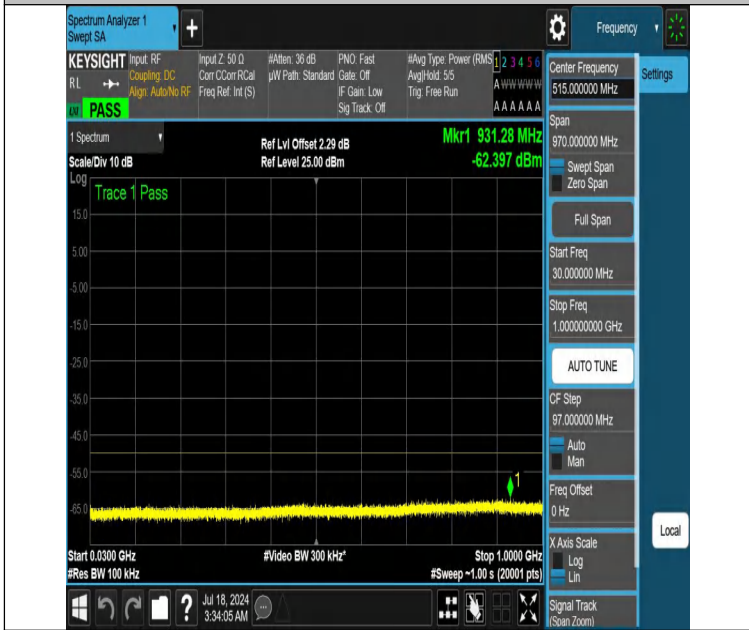 Spectrum Analyzer 1
Swept SA
+
Frequency
KEYSIGHT
RL
PASS
Input: RF
Coupling: DC
Align: Auto/No RF
Input Z: 50 Ω
Corr CCorr RCal
Freq Ref: Int (S)
#Atten: 36 dB
µW Path: Standard
PNO: Fast
Gate: Off
IF Gain: Low
Sig Track: Off
#Avg Type: Power (RMS
Avg|Hold: 5/5
Trig: Free Run
1 2 3 4 5 6
A W W W W W
A A A A A A
1 Spectrum
Scale/Div 10 dB
Ref Lvl Offset 2.29 dB
Ref Level 25.00 dBm
Mkr1 931.28 MHz
-62.397 dBm
Log
Trace 1 Pass
15.0
5.00
-5.00
-15.0
-25.0
-35.0
-45.0
-55.0
-65.0
1
Start 0.0300 GHz
#Res BW 100 kHz
#Video BW 300 kHz*
Stop 1.0000 GHz
#Sweep ~1.00 s (20001 pts)
Center Frequency
515.000000 MHz
Settings
Span
970.000000 MHz
Swept Span
Zero Span
Full Span
Start Freq
30.000000 MHz
Stop Freq
1.000000000 GHz
AUTO TUNE
CF Step
97.000000 MHz
Auto
Man
Freq Offset
0 Hz
X Axis Scale
Log
Lin
Local
Signal Track
(Span Zoom)
?
Jul 18, 2024
3:34:05 AM